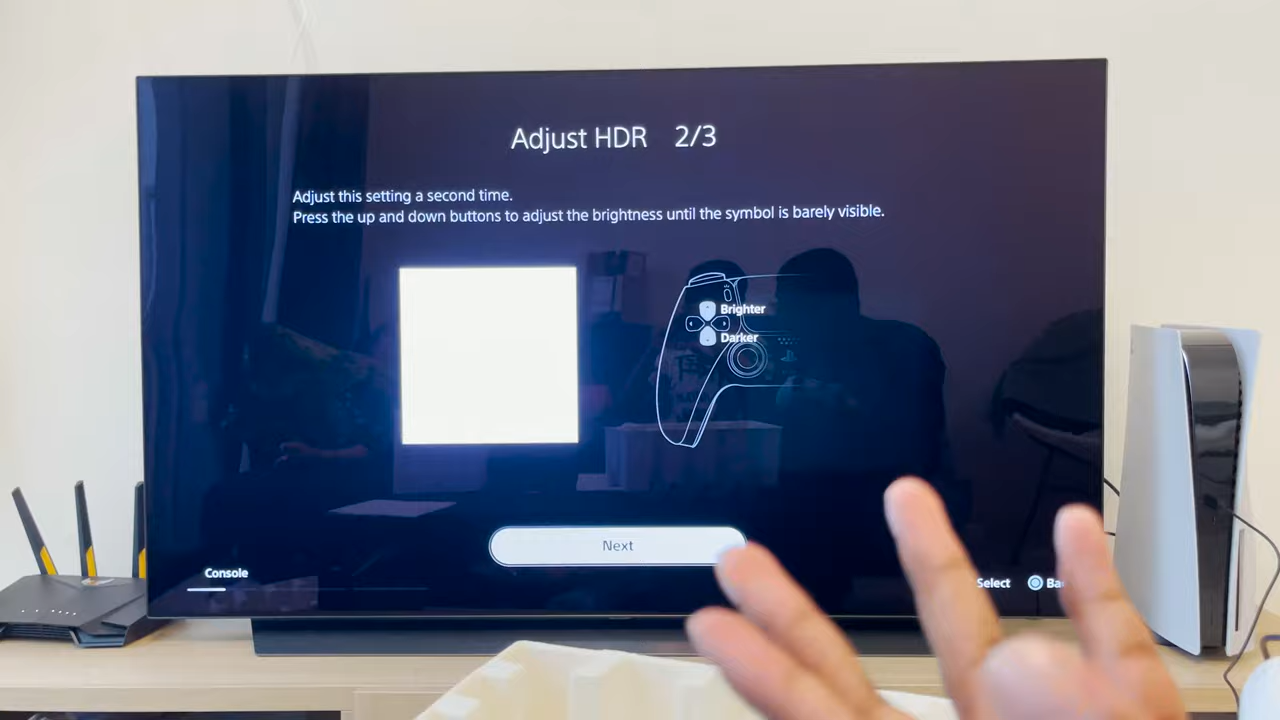 Adjust HDR 2/3
Adjust this setting a second time.
Press the up and down buttons to adjust the brightness until the symbol is barely visible.
Brighter
Darker
Next
Console
Select